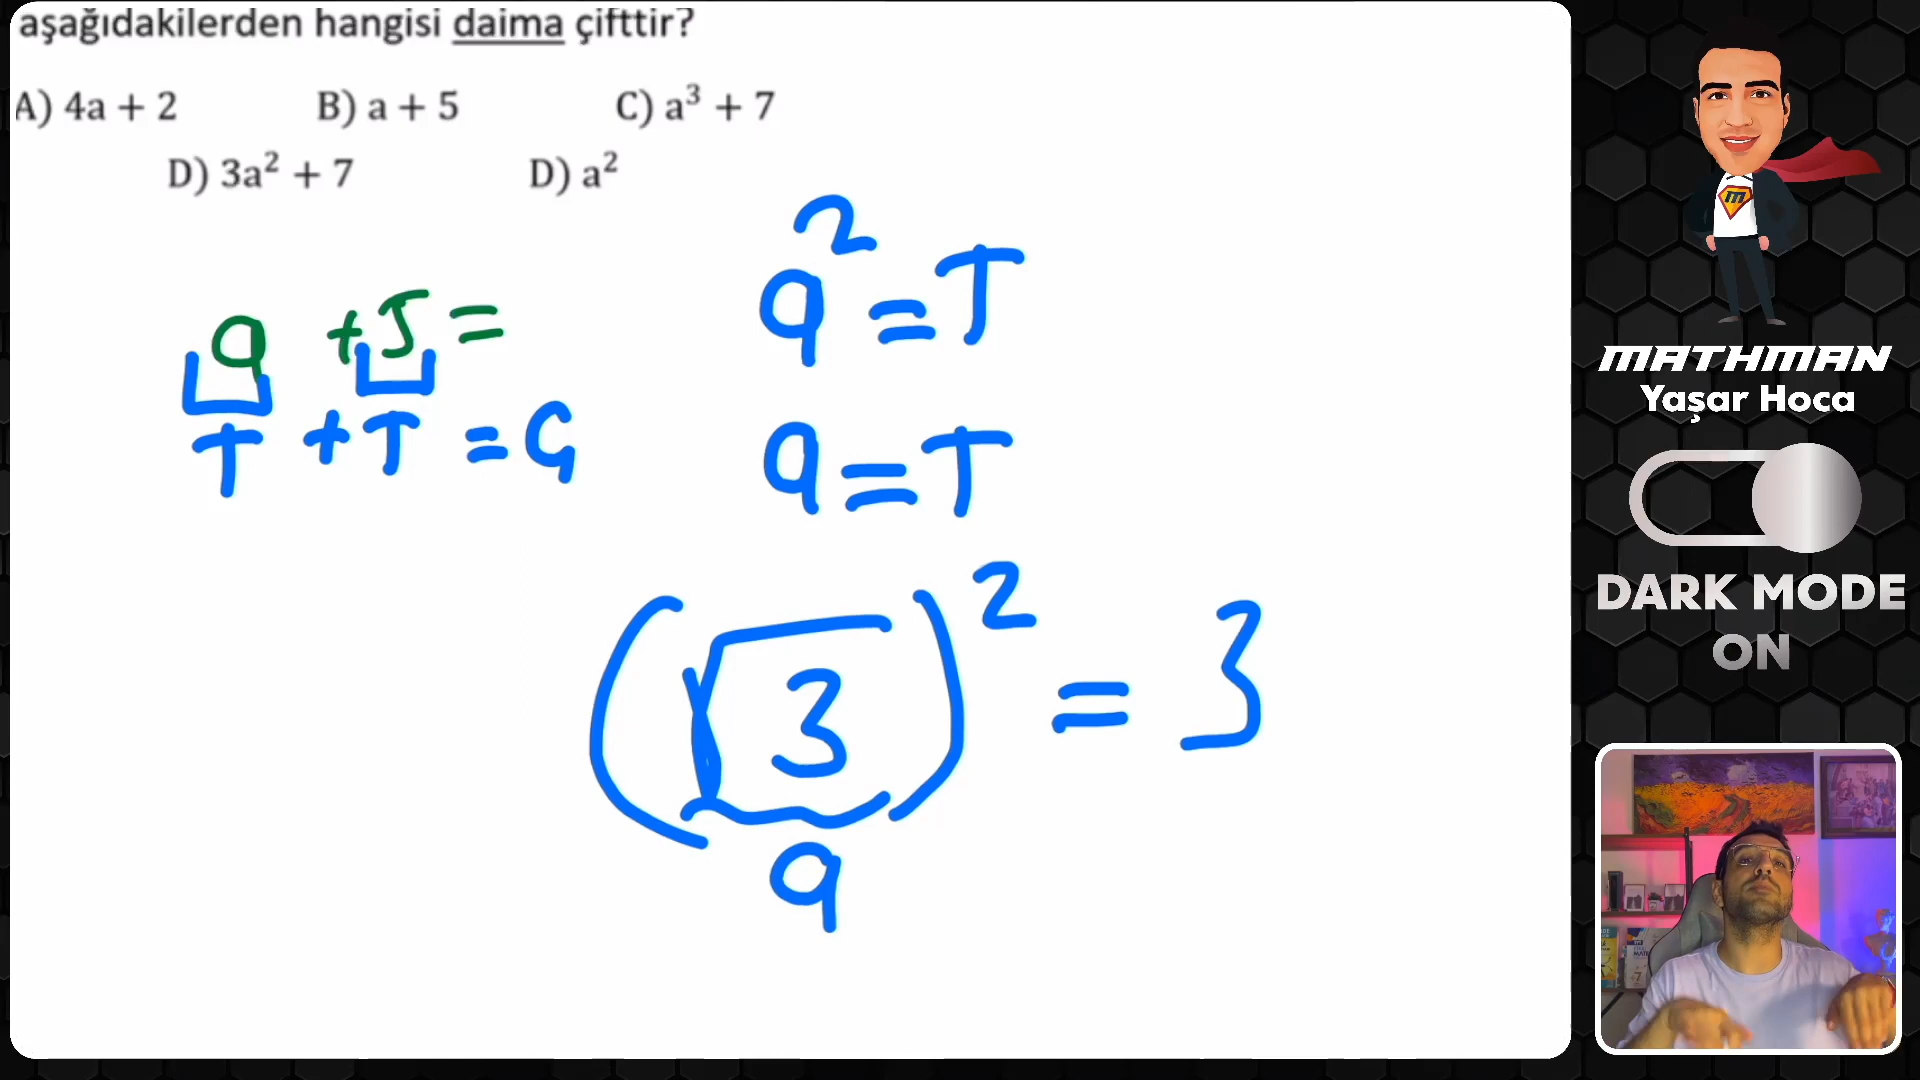 aşağıdakilerden hangisi daima çifttir?
A) 4a + 2 B) a + 5 C) a³ + 7
D) 3a² + 7 D) a²
a + 5 =
T + T = Ç
a² = T
a = T
(√3)² = 3
a
MATHMAN
Yaşar Hoca
DARK MODE
ON